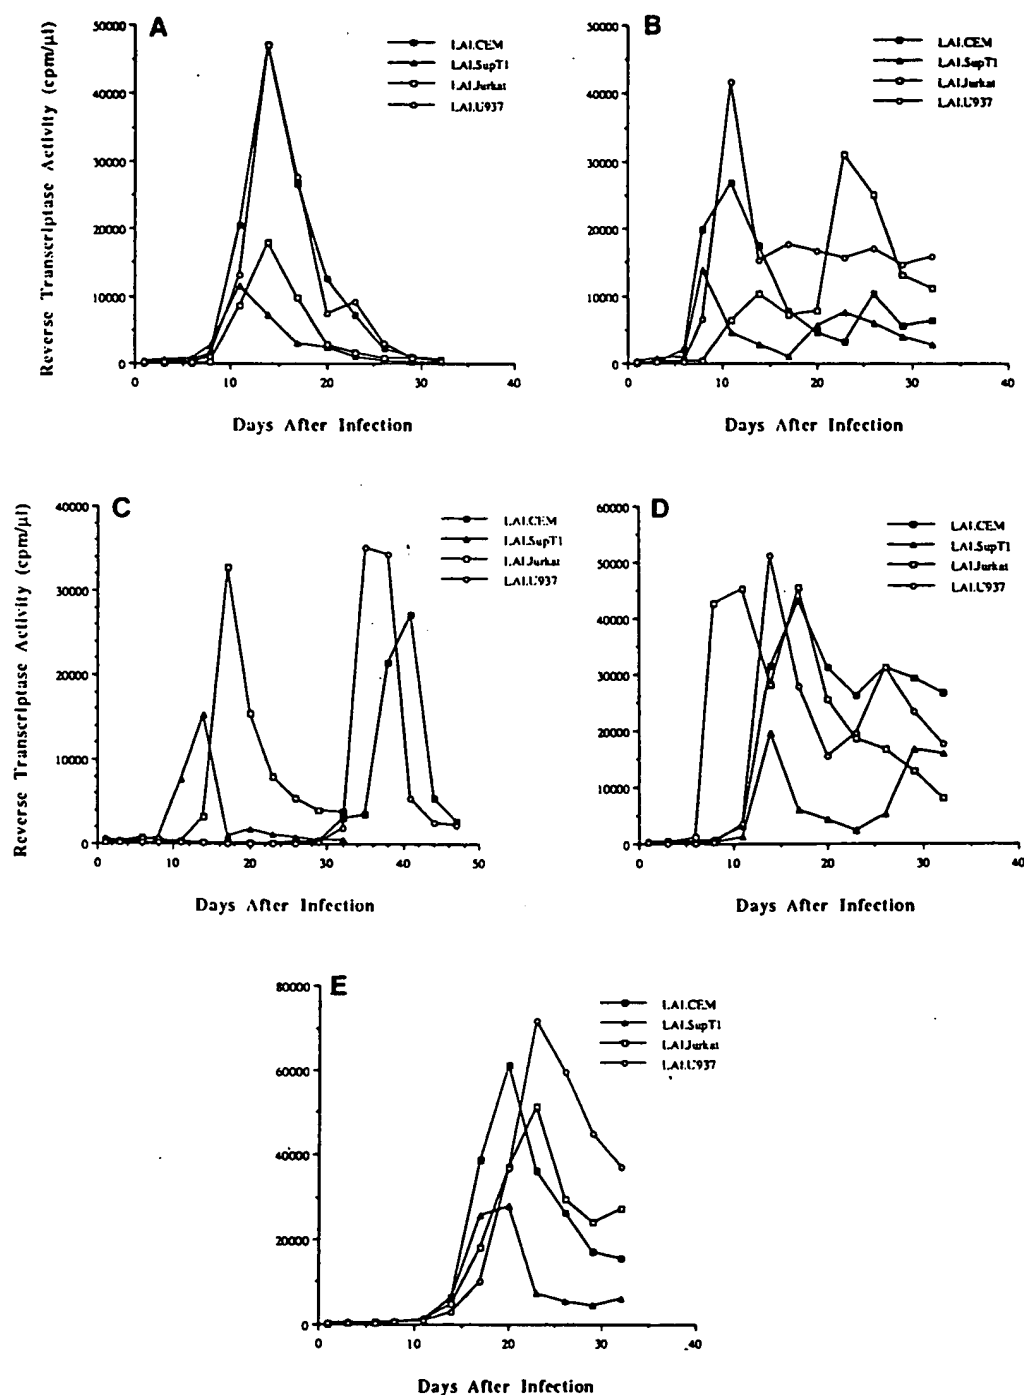 A
Reverse Transcriptase Activity (cpm/µl)
50000
40000
30000
20000
10000
0
0 10 20 30 40
Days After Infection
LAI.CEM
LAI.SupT1
LAI.Jurkat
LAI.U937
B
50000
40000
30000
20000
10000
0
0 10 20 30 40
Days After Infection
LAI.CEM
LAI.SupT1
LAI.Jurkat
LAI.U937
C
Reverse Transcriptase Activity (cpm/µl)
40000
30000
20000
10000
0
0 10 20 30 40 50
Days After Infection
LAI.CEM
LAI.SupT1
LAI.Jurkat
LAI.U937
D
60000
50000
40000
30000
20000
10000
0
0 10 20 30 40
Days After Infection
LAI.CEM
LAI.SupT1
LAI.Jurkat
LAI.U937
E
80000
60000
40000
20000
0
0 10 20 30 40
Days After Infection
LAI.CEM
LAI.SupT1
LAI.Jurkat
LAI.U937